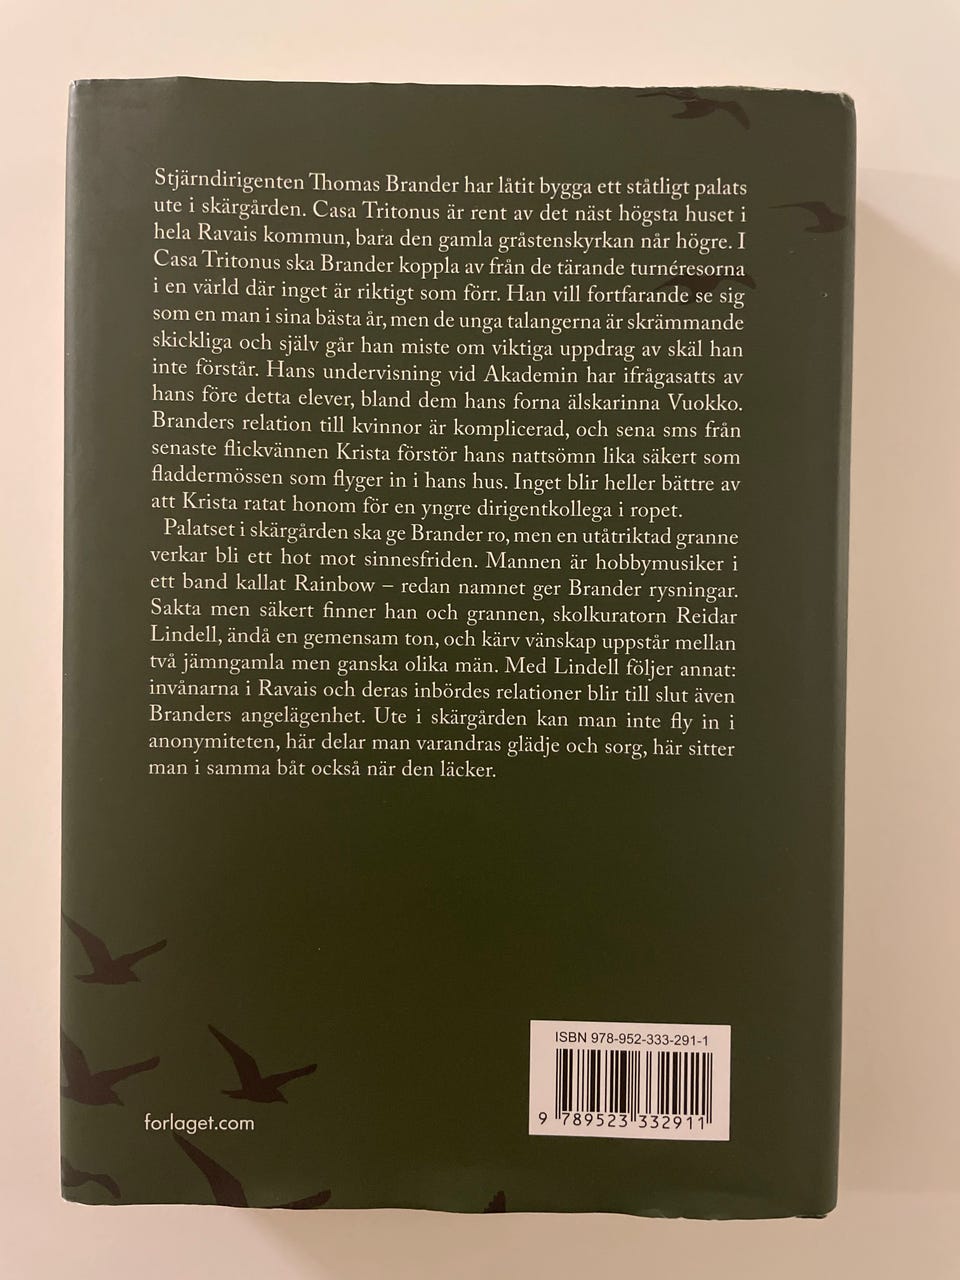 Stjärndirigenten Thomas Brander har låtit bygga ett ståtligt palats
ute i skärgården. Casa Tritonus är rent av det näst högsta huset i
hela Ravais kommun, bara den gamla gråstenskyrkan når högre. I
Casa Tritonus ska Brander koppla av från de tärande turnéresorna
i en värld där inget är riktigt som förr. Han vill fortfarande se sig
som en man i sina bästa år, men de unga talangerna är skrämmande
skickliga och själv går han miste om viktiga uppdrag av skäl han
inte förstår. Hans undervisning vid Akademin har ifrågasatts av
hans före detta elever, bland dem hans forna älskarinna Vuokko.
Branders relation till kvinnor är komplicerad, och sena sms från
senaste flickvännen Krista förstör hans nattsömn lika säkert som
fladdermössen som flyger in i hans hus. Inget blir heller bättre av
att Krista ratat honom för en yngre dirigentkollega i ropet.
Palatset i skärgården ska ge Brander ro, men en utåtriktad granne
verkar bli ett hot mot sinnesfriden. Mannen är hobbymusiker i
ett band kallat Rainbow – redan namnet ger Brander rysningar.
Sakta men säkert finner han och grannen, skolkuratorn Reidar
Lindell, ändå en gemensam ton, och kärv vänskap uppstår mellan
två jämngamla men ganska olika män. Med Lindell följer annat:
invånarna i Ravais och deras inbördes relationer blir till slut även
Branders angelägenhet. Ute i skärgården kan man inte fly in i
anonymiteten, här delar man varandras glädje och sorg, här sitter
man i samma båt också när den läcker.
ISBN 978-952-333-291-1
9 789523 332911
forlaget.com